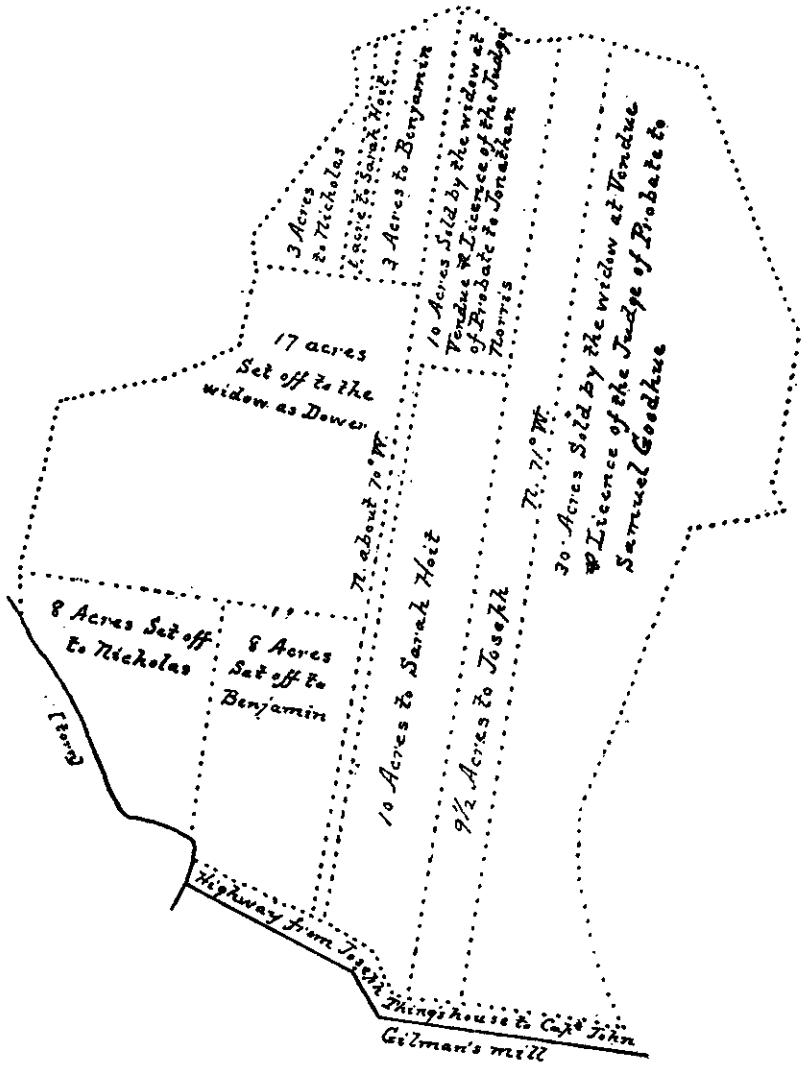 3 Acres
to Nicholas
1 acre to Sarah Hoit
3 Acres to Benjamin
10 Acres Sold by the widow at
Vendue & Licence of the Judge
of Probate to Jonathan
Norris
17 acres
Set off to the
widow as Dower
N. about 70° W.
N. 71° W.
30 Acres Sold by the widow at Vendue
& Licence of the Judge of Probate to
Samuel Goodhue
8 Acres Set off
to Nicholas
8 Acres
Set off to
Benjamin
10 Acres to Sarah Hoit
9 1/2 Acres to Joseph
Highway from Joseph
Things house to Capt John
Gilman's mill